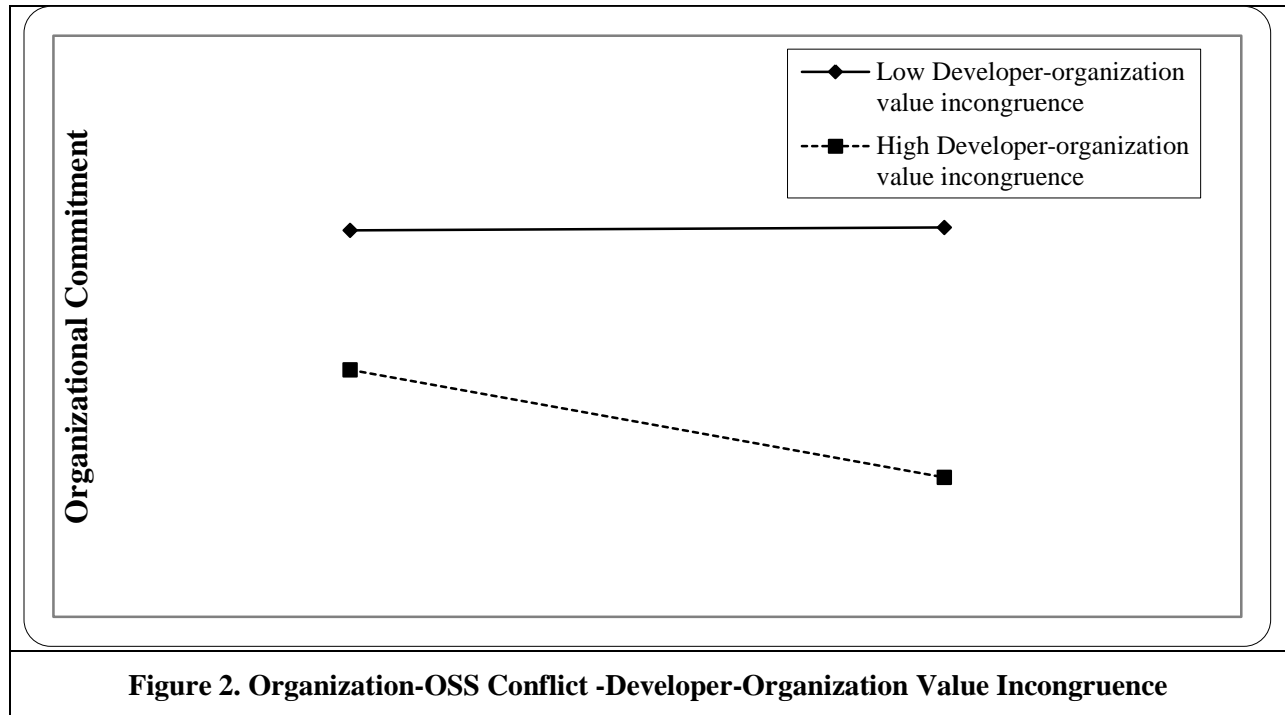 Low Developer-organization
value incongruence
High Developer-organization
value incongruence
Organizational Commitment
Figure 2. Organization-OSS Conflict -Developer-Organization Value Incongruence